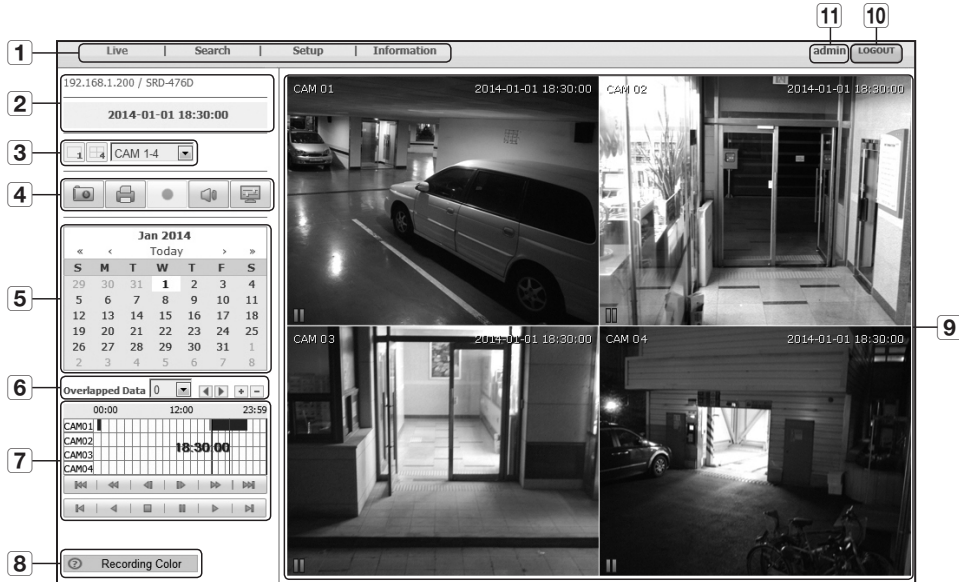 11 10
1 Live | Search | Setup | Information admin LOGOUT
2 192.168.1.200 / SRD-476D
2014-01-01 18:30:00
3 1 4 CAM 1-4
4
5 Jan 2014
« ‹ Today › »
S M T W T F S
29 30 31 1 2 3 4
5 6 7 8 9 10 11
12 13 14 15 16 17 18
19 20 21 22 23 24 25
26 27 28 29 30 31 1
2 3 4 5 6 7 8
6 Overlapped Data 0 + -
7 00:00 12:00 23:59
CAM01
CAM02
18:30:00
CAM03
CAM04
8 ? Recording Color
CAM 01 2014-01-01 18:30:00
CAM 02 2014-01-01 18:30:00
CAM 03 2014-01-01 18:30:00
CAM 04 2014-01-01 18:30:00
9